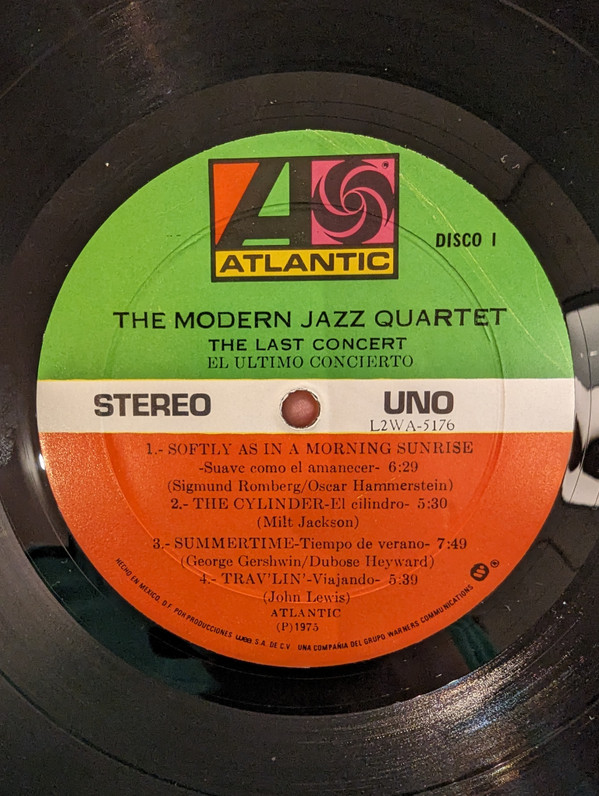 ATLANTIC
DISCO 1
THE MODERN JAZZ QUARTET
THE LAST CONCERT
EL ULTIMO CONCIERTO
STEREO
UNO
L2WA-5176
1.- SOFTLY AS IN A MORNING SUNRISE
-Suave como el amanecer- 6:29
(Sigmund Romberg/Oscar Hammerstein)
2.- THE CYLINDER-El cilindro- 5:30
(Milt Jackson)
3.- SUMMERTIME-Tiempo de verano- 7:49
(George Gershwin/Dubose Heyward)
4.- TRAV'LIN'-Viajando- 5:39
(John Lewis)
ATLANTIC
(P)1975
HECHO EN MEXICO, D.F. POR PRODUCCIONES WEA S.A. DE C.V. UNA COMPAÑIA DEL GRUPO WARNERS COMMUNICATIONS ®